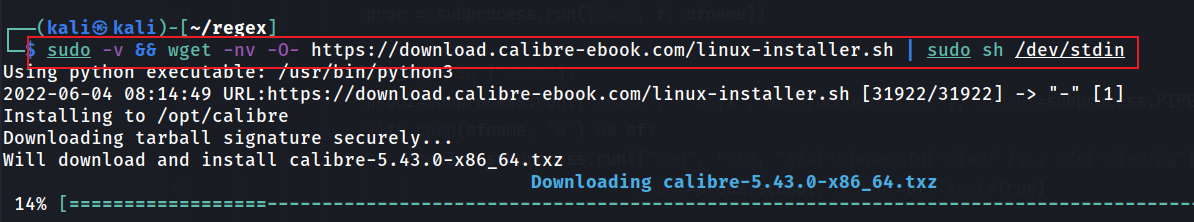 ┌──(kali㉿kali)-[~/regex]
└─$ sudo -v && wget -nv -O- https://download.calibre-ebook.com/linux-installer.sh | sudo sh /dev/stdin
Using python executable: /usr/bin/python3
2022-06-04 08:14:49 URL:https://download.calibre-ebook.com/linux-installer.sh [31922/31922] -> "-" [1]
Installing to /opt/calibre
Downloading tarball signature securely...
Will download and install calibre-5.43.0-x86_64.txz
Downloading calibre-5.43.0-x86_64.txz
14% [===================